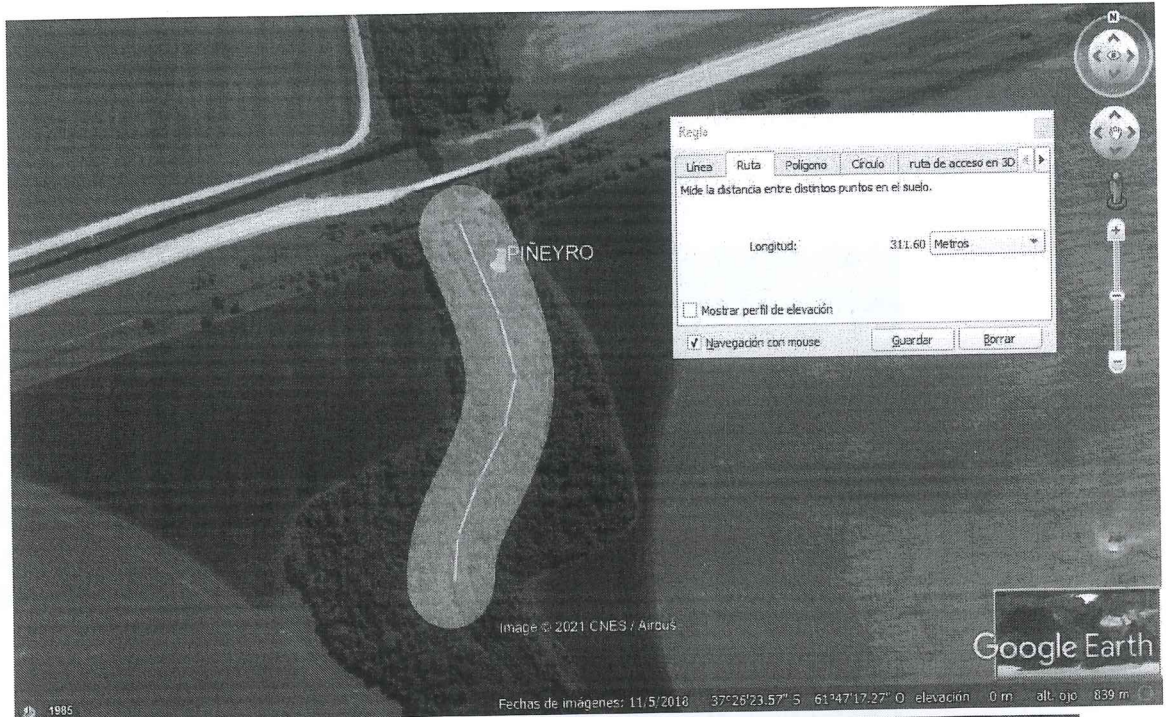 N
Regla
Línea Ruta Polígono Círculo ruta de acceso en 3D
Mide la distancia entre distintos puntos en el suelo.
Longitud: 311.60 Metros
Mostrar perfil de elevación
Navegación con mouse Guardar Borrar
PIÑEYRO
Image © 2021 CNES / Airbus
Google Earth
1985
Fechas de imágenes: 11/5/2018 37°26'23.57" S 61°47'17.27" O elevación 0 m alt. ojo 839 m